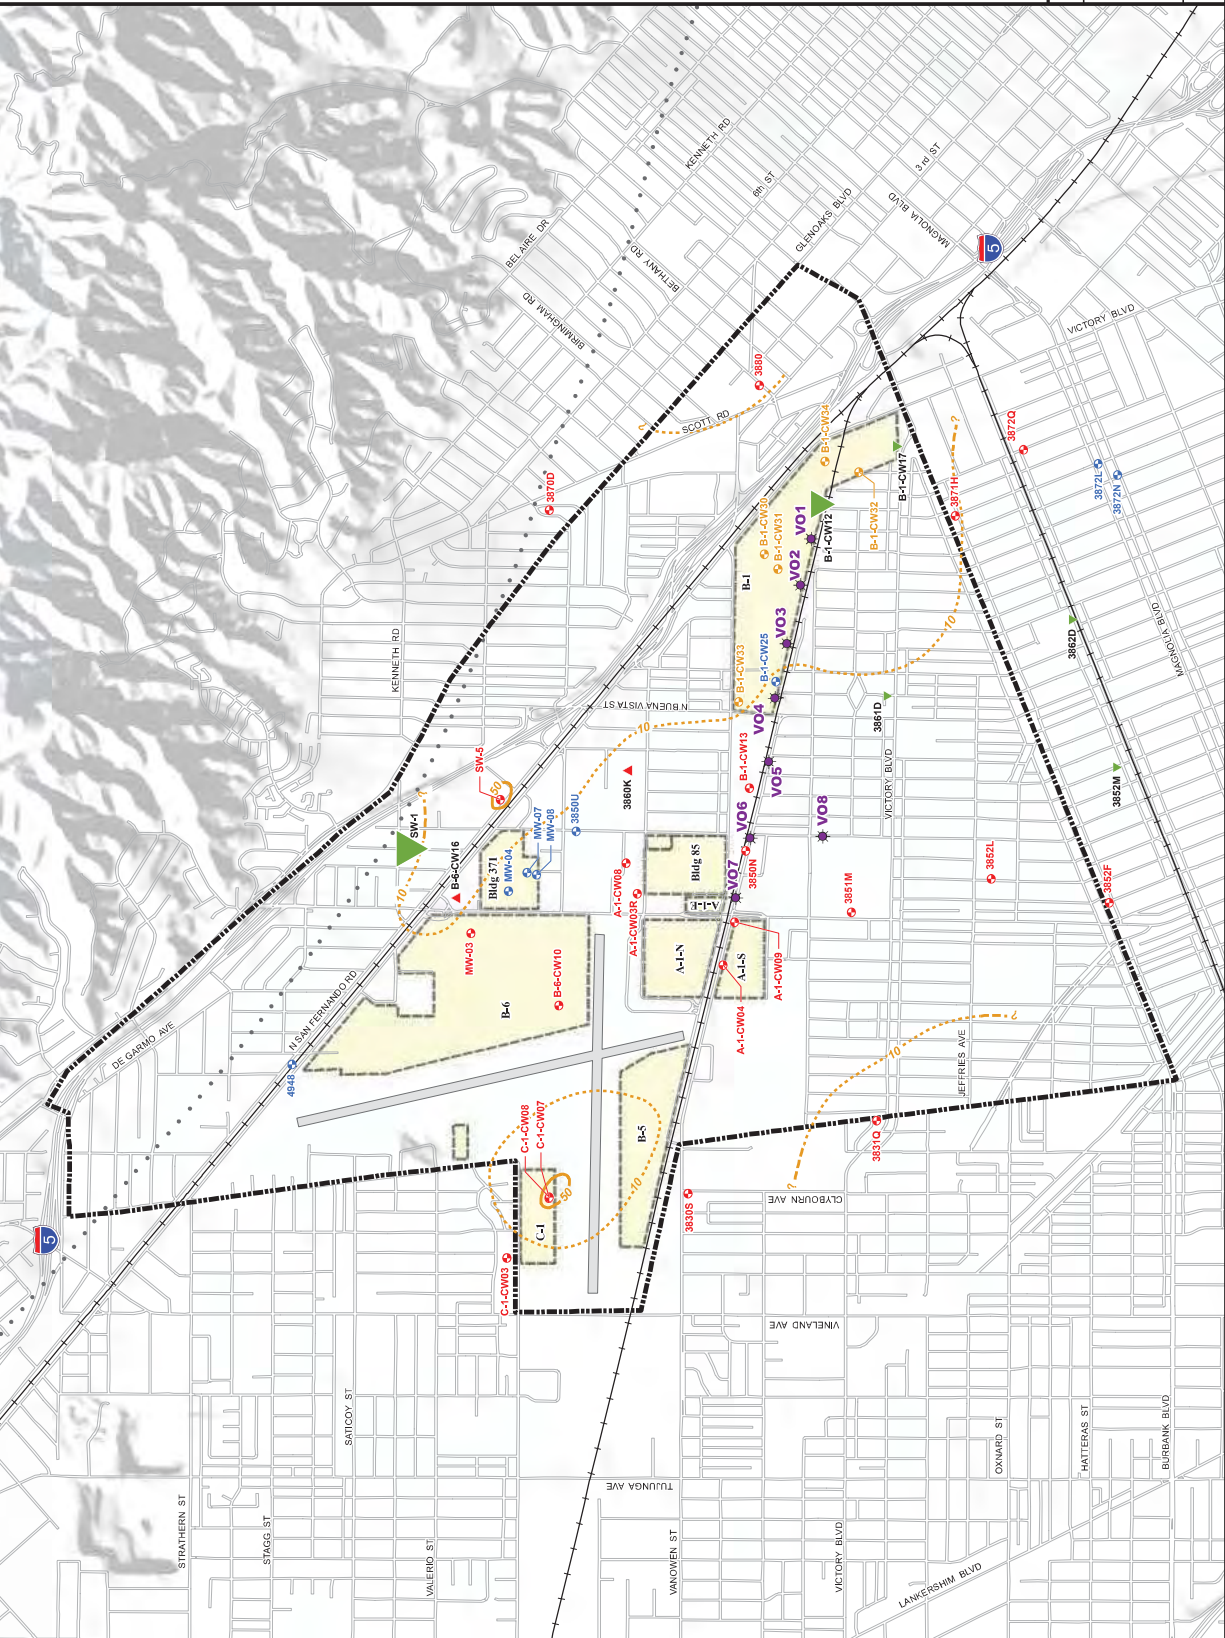 KENNETH RD
6th ST
3 rd ST
GLENOAKS BLVD
MAGNOLIA BLVD
BELAIRE DR
BETHANY RD
BIRMINGHAM RD
5
VICTORY BLVD
3880
SCOTT RD
?
3870D
B-1-CW34
B-1-CW30
B-1-CW31
B-1-CW32
B-1-CW17
?
3872Q
3871H
3872L
3872N
B-1
VO1
B-1-CW12
VO2
VO3
B-1-CW25
B-1-CW33
VO4
10
3862D
MAGNOLIA BLVD
KENNETH RD
N BUENA VISTA ST
10
3861D
VICTORY BLVD
3852M
SW-5
50
3860K
B-1-CW13
VO5
VO6
VO8
?
SW-1
10
B-6-CW16
Bldg 371
MW-04
MW-07
MW-08
3850U
A-1-CW08
A-1-CW03R
Bldg 85
A-1-E
VO7
3850N
3851M
3852L
3852F
MW-03
B-6-CW10
B-6
A-1-N
A-1-S
A-1-CW09
A-1-CW04
N SAN FERNANDO RD
DE GARMO AVE
4948
10
?
JEFFRIES AVE
C-1-CW08
C-1-CW07
50
C-1
C-1-CW03
B-5
10
3831Q
?
3830S
CLYBOURN AVE
5
VINELAND AVE
SATICOY ST
STRATHERN ST
STAGG ST
VALERIO ST
TUJUNGA AVE
VANOWEN ST
VICTORY BLVD
LANKERSHIM BLVD
OXNARD ST
HATTERAS ST
BURBANK BLVD